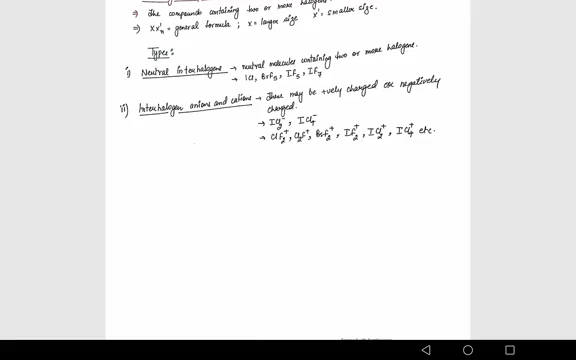 ⇒ The compounds containing two or more halogens
⇒ XX'n = general formula ; X = larger size X' = smaller size.
Types:
i) Neutral interhalogens → neutral molecules containing two or more halogens.
→ ICl, BrF₅, IF₅, IF₇
ii) Interhalogen anions and cations → These may be +vely charged or negatively
charged.
→ ICl₂⁻, ICl₄⁻
→ ClF₂⁺, Cl₂F⁺, BrF₂⁺, IF₂⁺, ICl₂⁺, ICl₄⁺ etc.